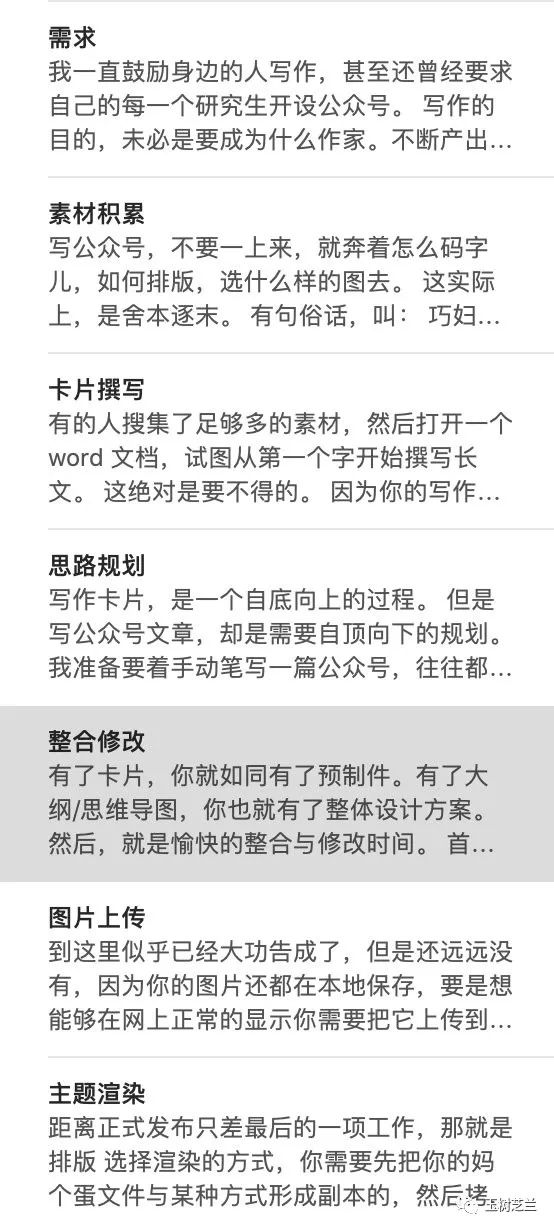 需求
我一直鼓励身边的人写作，甚至还曾经要求
自己的每一个研究生开设公众号。 写作的
目的，未必是要成为什么作家。不断产出...
素材积累
写公众号，不要一上来，就奔着怎么码字
儿，如何排版，选什么样的图去。 这实际
上，是舍本逐末。 有句俗话，叫： 巧妇...
卡片撰写
有的人搜集了足够多的素材，然后打开一个
word 文档，试图从第一个字开始撰写长
文。 这绝对是要不得的。 因为你的写作...
思路规划
写作卡片，是一个自底向上的过程。 但是
写公众号文章，却是需要自顶向下的规划。
我准备要着手动笔写一篇公众号，往往都...
整合修改
有了卡片，你就如同有了预制件。有了大
纲/思维导图，你也就有了整体设计方案。
然后，就是愉快的整合与修改时间。 首...
图片上传
到这里似乎已经大功告成了，但是还远远没
有，因为你的图片还都在本地保存，要是想
能够在网上正常的显示你需要把它上传到...
主题渲染
距离正式发布只差最后的一项工作，那就是
排版 选择渲染的方式，你需要先把你的妈
个蛋文件与某种方式形成副本的，然后拷
玉树芝兰